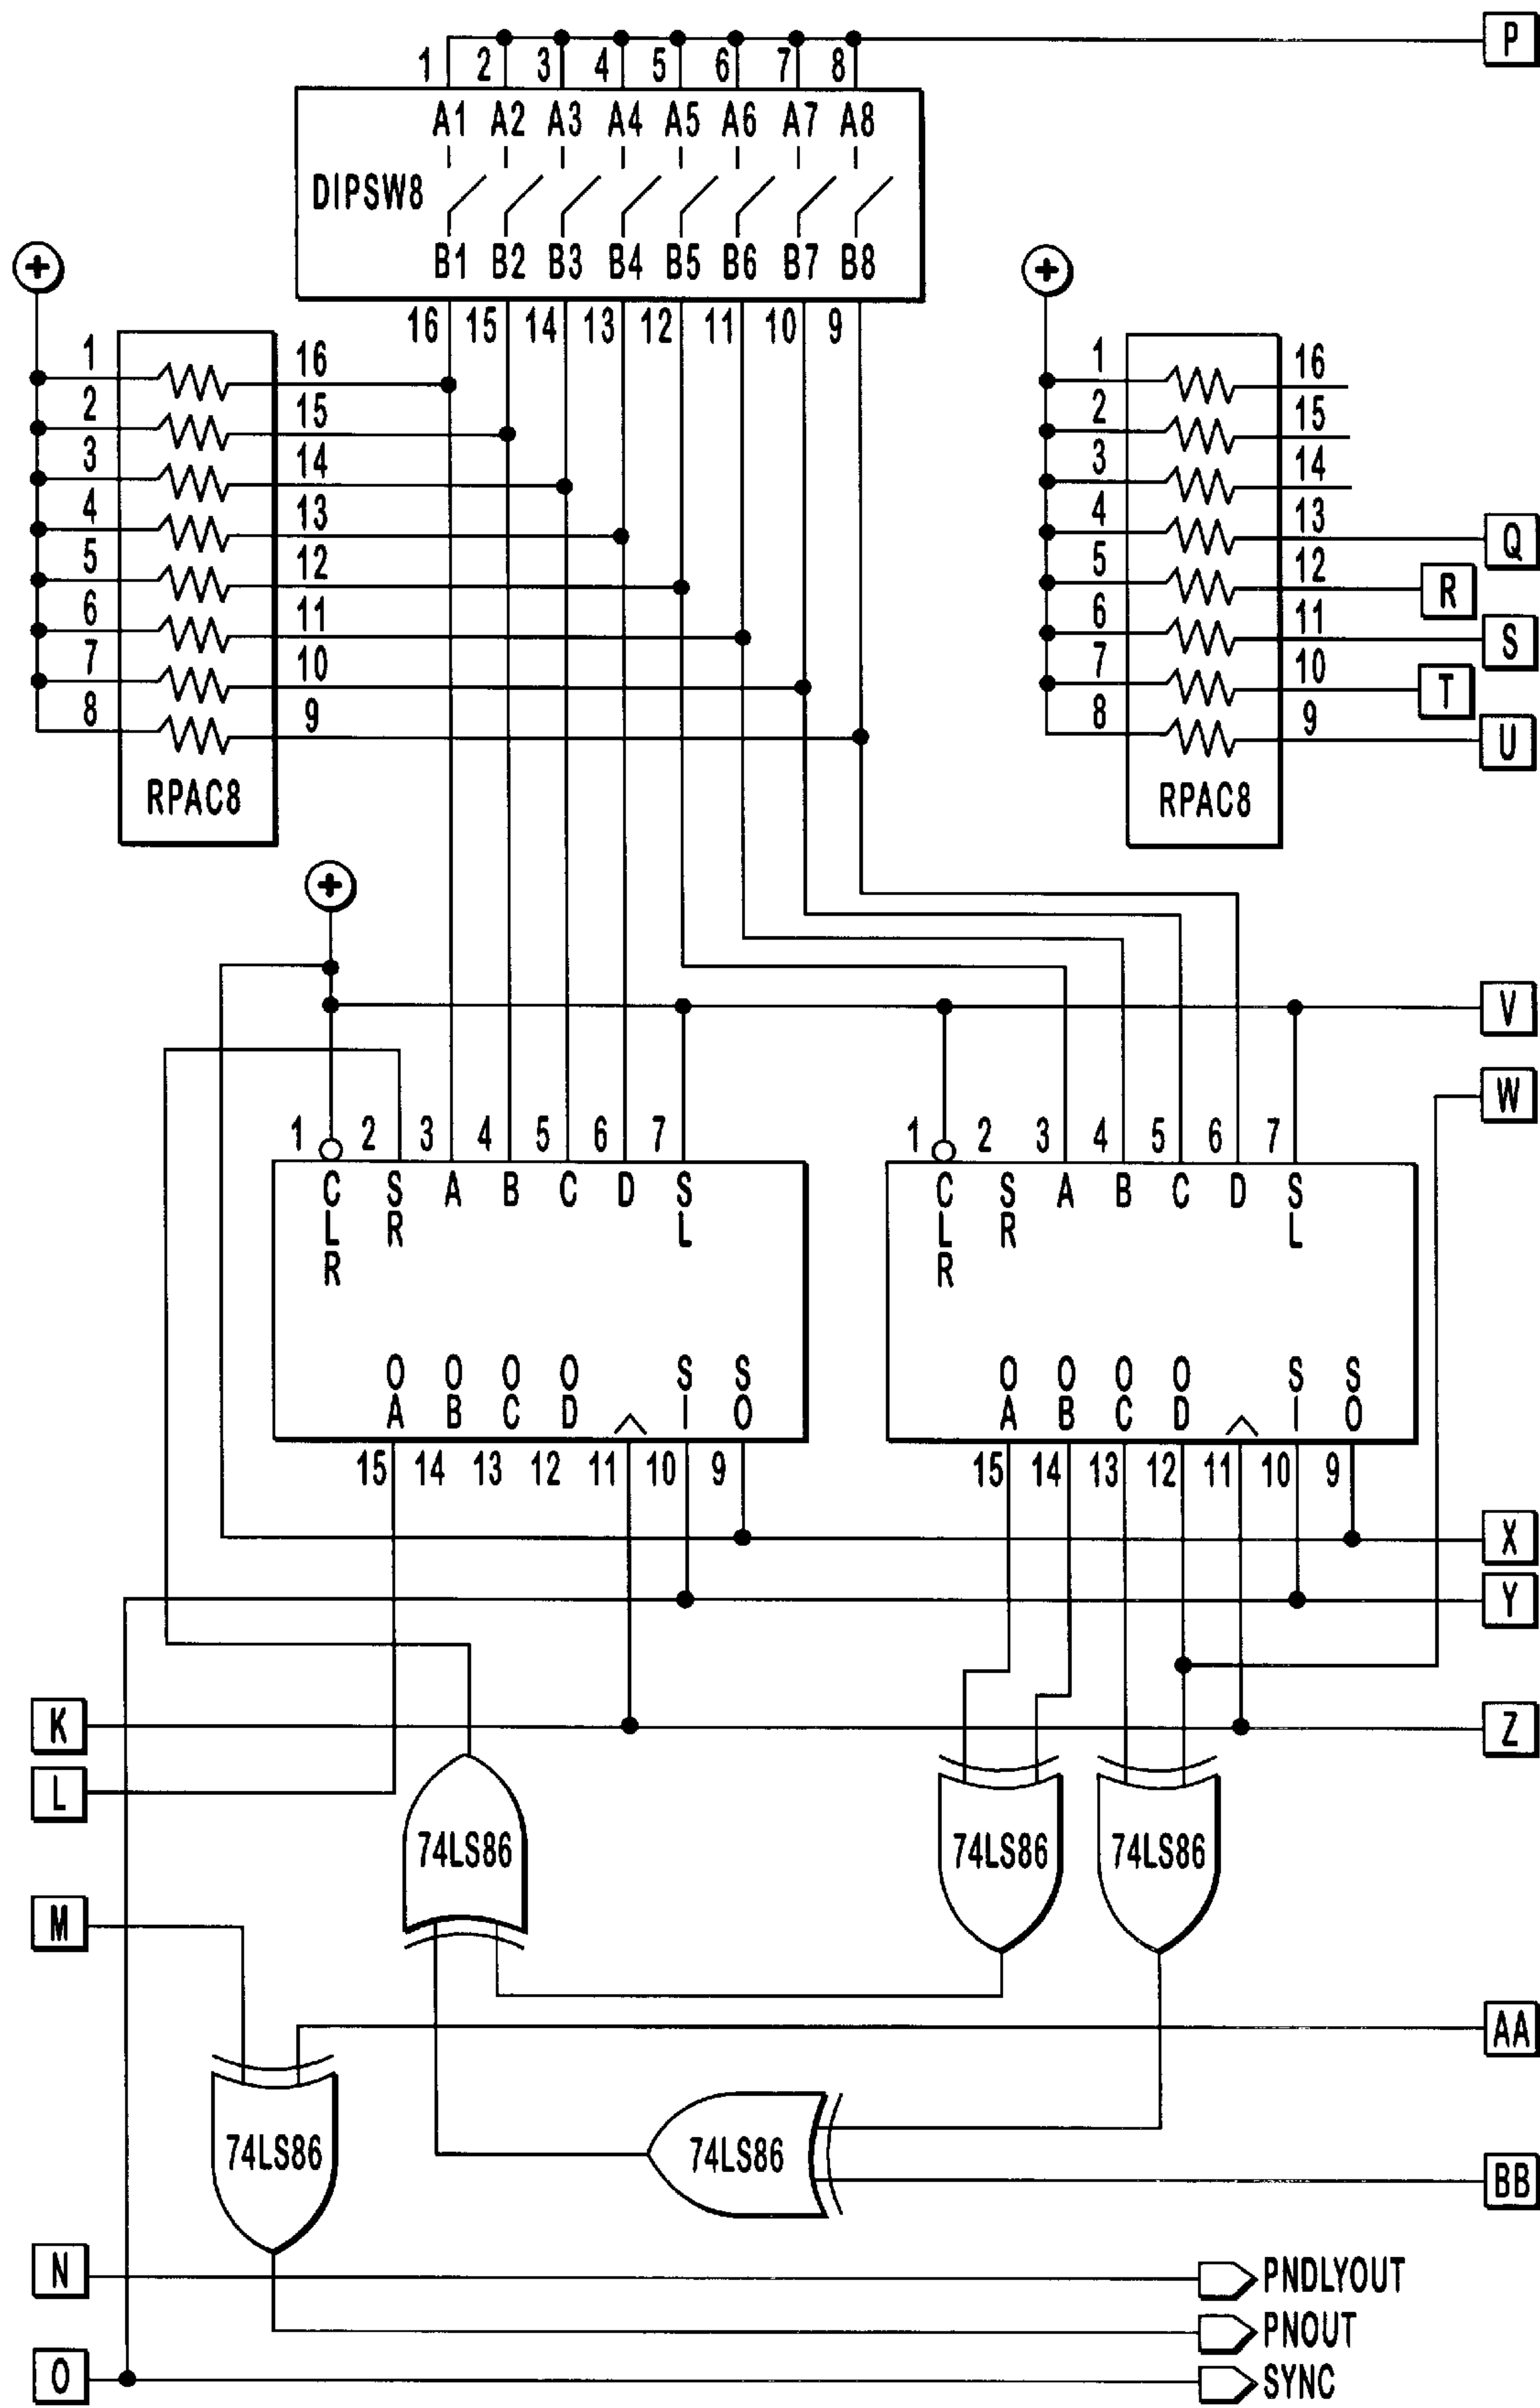 P
1 2 3 4 5 6 7 8
A1 A2 A3 A4 A5 A6 A7 A8
DIPSW8
B1 B2 B3 B4 B5 B6 B7 B8
16 15 14 13 12 11 10 9
+
+
1 16
2 15
3 14
4 13
5 12
6 11
7 10
8 9
RPAC8
1 16
2 15
3 14
4 13
5 12
6 11
7 10
8 9
RPAC8
Q
R
S
T
U
+
V
W
1 2 3 4 5 6 7
CLR SR A B C D SL
OA OB OC OD SI SO
15 14 13 12 11 10 9
1 2 3 4 5 6 7
CLR SR A B C D SL
OA OB OC OD SI SO
15 14 13 12 11 10 9
X
Y
K
Z
L
74LS86
74LS86
74LS86
M
AA
74LS86
74LS86
BB
N
PNDLYOUT
PNOUT
O
SYNC